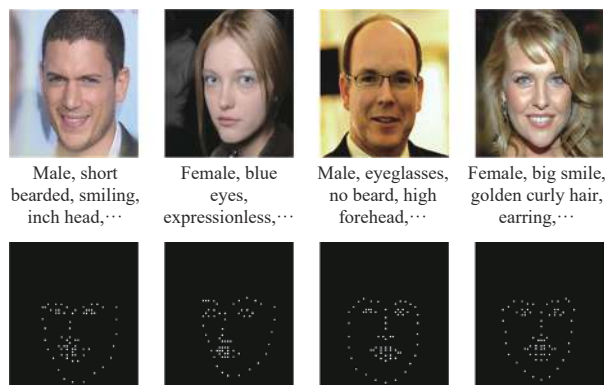 Male, short
bearded, smiling,
inch head,···
Female, blue
eyes,
expressionless,···
Male, eyeglasses,
no beard, high
forehead,···
Female, big smile,
golden curly hair,
earring,···